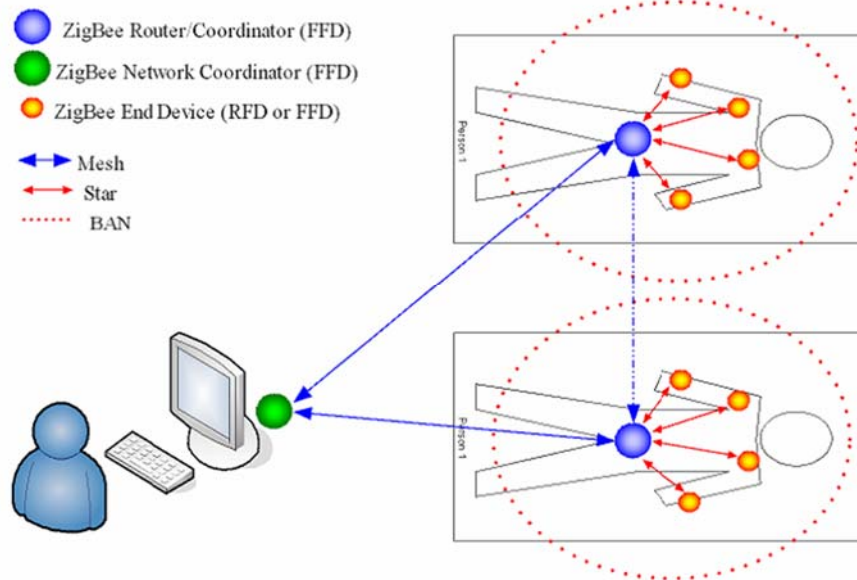 ZigBee Router/Coordinator (FFD)
ZigBee Network Coordinator (FFD)
ZigBee End Device (RFD or FFD)
Mesh
Star
BAN
Person 1
Person 1